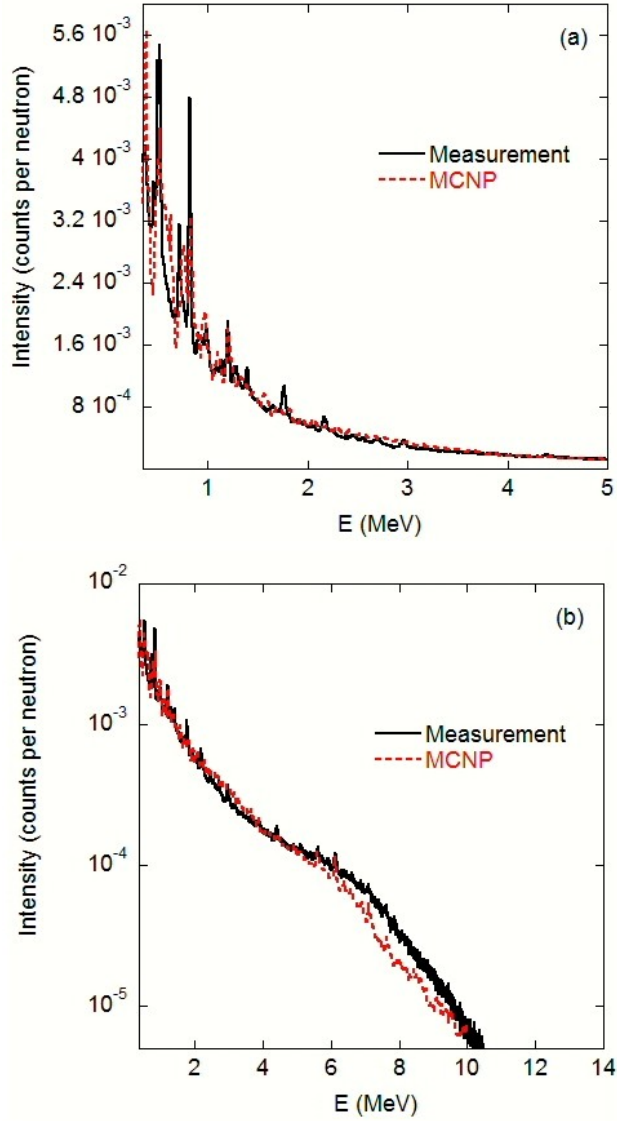 (a)
5.6 10⁻³
4.8 10⁻³
4 10⁻³
3.2 10⁻³
2.4 10⁻³
1.6 10⁻³
8 10⁻⁴
Intensity (counts per neutron)
Measurement
MCNP
1 2 3 4 5
E (MeV)
(b)
10⁻²
10⁻³
10⁻⁴
10⁻⁵
Intensity (counts per neutron)
Measurement
MCNP
2 4 6 8 10 12 14
E (MeV)